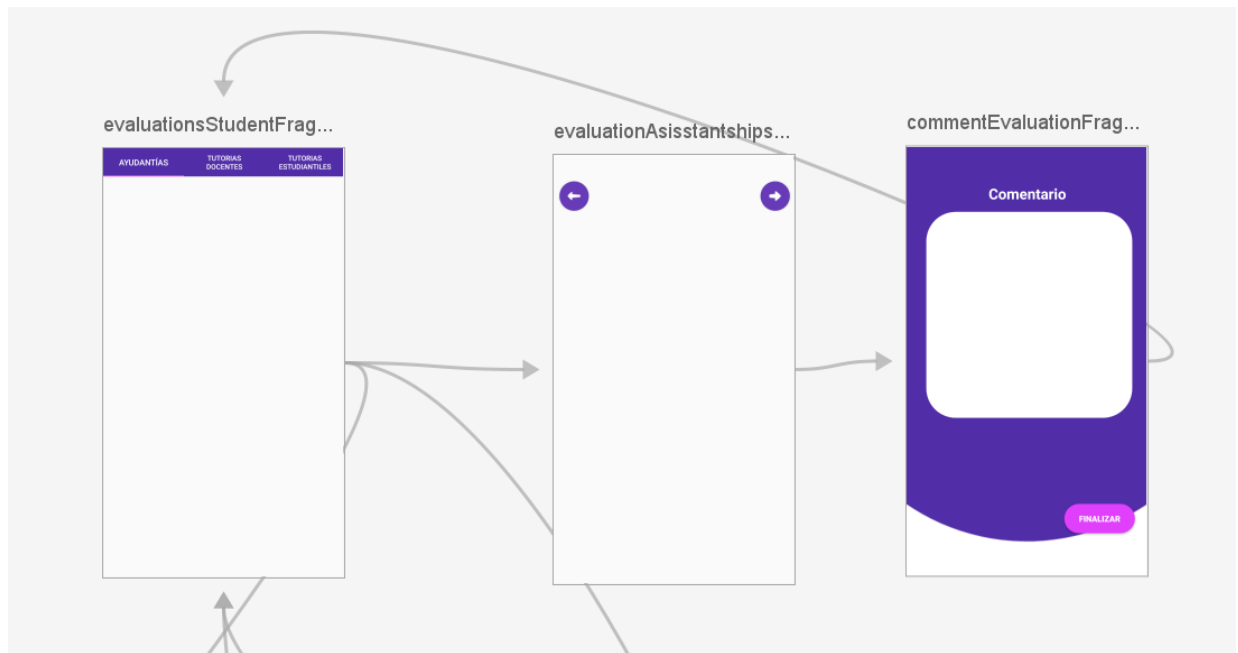 evaluationsStudentFrag...
AYUDANTÍAS
TUTORIAS
DOCENTES
TUTORIAS
ESTUDIANTILES
evaluationAsisstantships...
commentEvaluationFrag...
Comentario
FINALIZAR